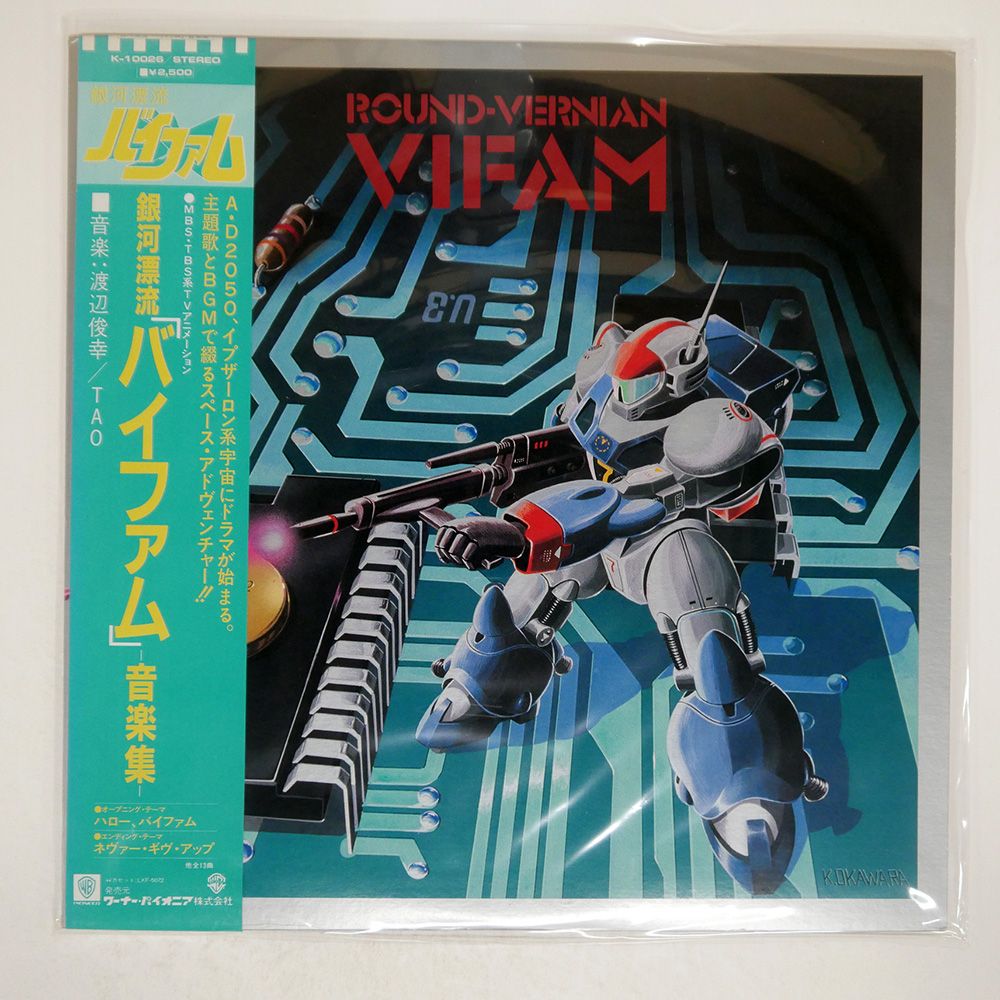 K-10026 STEREO
¥2,500
銀河漂流
バイファム
A・D2050、イプザーロン系宇宙にドラマが始まる。
主題歌とBGMで綴るスペース・アドヴェンチャー!!
●MBS・TBS系TVアニメーション
銀河漂流『バイファム』-音楽集-
■音楽:渡辺俊幸/TAO
●オープニング・テーマ
ハロー、バイファム
●エンディング・テーマ
ネヴァー・ギヴ・アップ
他全13曲
発売元
ワーナー・パイオニア株式会社
ROUND-VERNIAN
VIFAM
K.OKAWARA